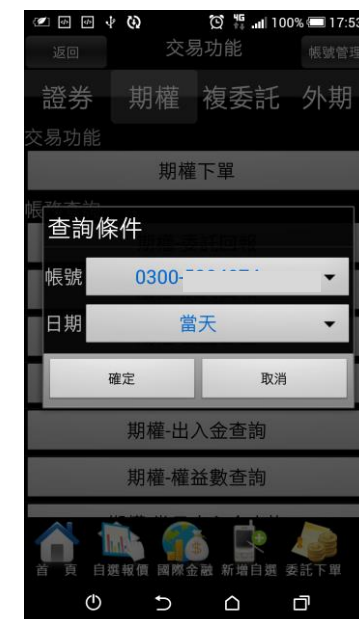 4G 100% 17:53
返回 交易功能 帳號管理
證券 期權 複委託 外期
交易功能
期權下單
查詢條件
帳號 0300-
日期 當天
確定 取消
期權-出入金查詢
期權-權益數查詢
首 頁 自選報價 國際金融 新增自選 委託下單